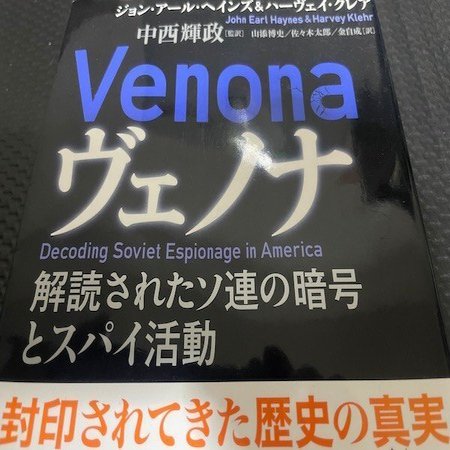 ジョン・アール・ヘインズ&ハーヴェイ・クレア
John Earl Haynes & Harvey Klehr
中西輝政[監訳] 山添博史/佐々木太郎/金自成[訳]
Venona
ヴェノナ
Decoding Soviet Espionage in America
解読されたソ連の暗号
とスパイ活動
封印されてきた歴史の真実